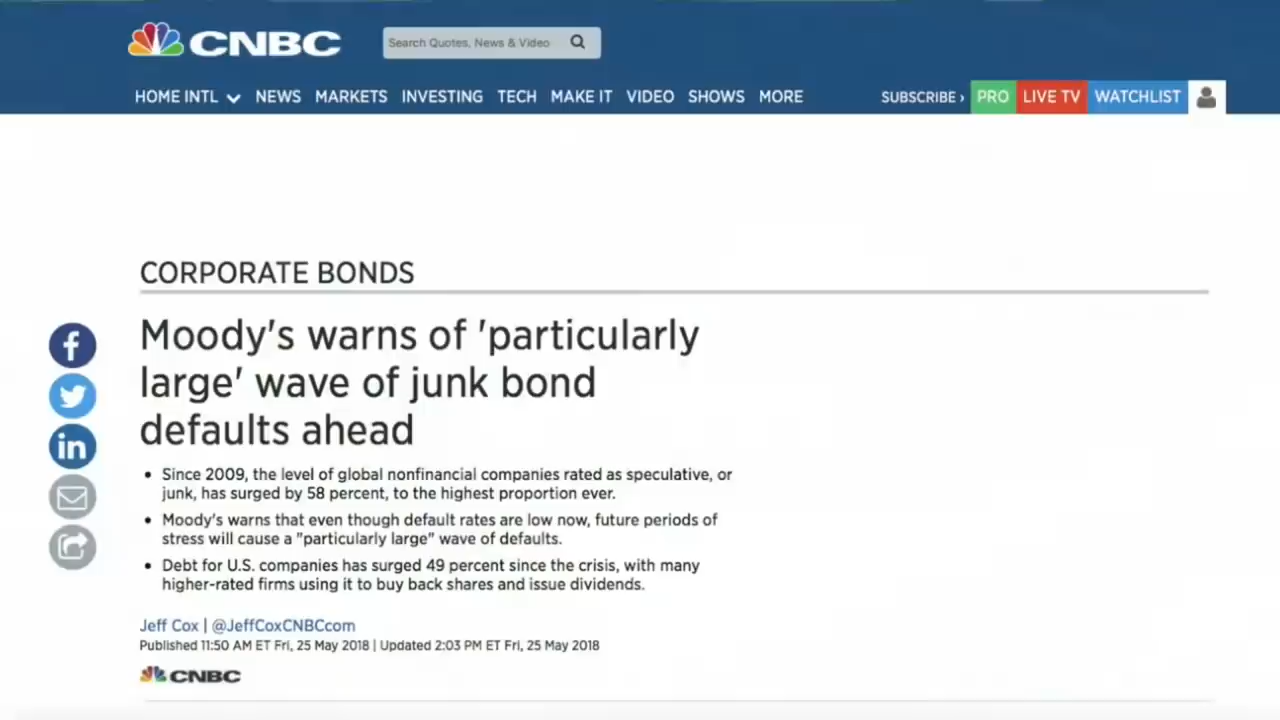 CNBC
Search Quotes, News & Video
HOME INTL NEWS MARKETS INVESTING TECH MAKE IT VIDEO SHOWS MORE SUBSCRIBE › PRO LIVE TV WATCHLIST
CORPORATE BONDS
Moody's warns of 'particularly
large' wave of junk bond
defaults ahead
• Since 2009, the level of global nonfinancial companies rated as speculative, or
junk, has surged by 58 percent, to the highest proportion ever.
• Moody's warns that even though default rates are low now, future periods of
stress will cause a "particularly large" wave of defaults.
• Debt for U.S. companies has surged 49 percent since the crisis, with many
higher-rated firms using it to buy back shares and issue dividends.
Jeff Cox | @JeffCoxCNBCcom
Published 11:50 AM ET Fri, 25 May 2018 | Updated 2:03 PM ET Fri, 25 May 2018
CNBC